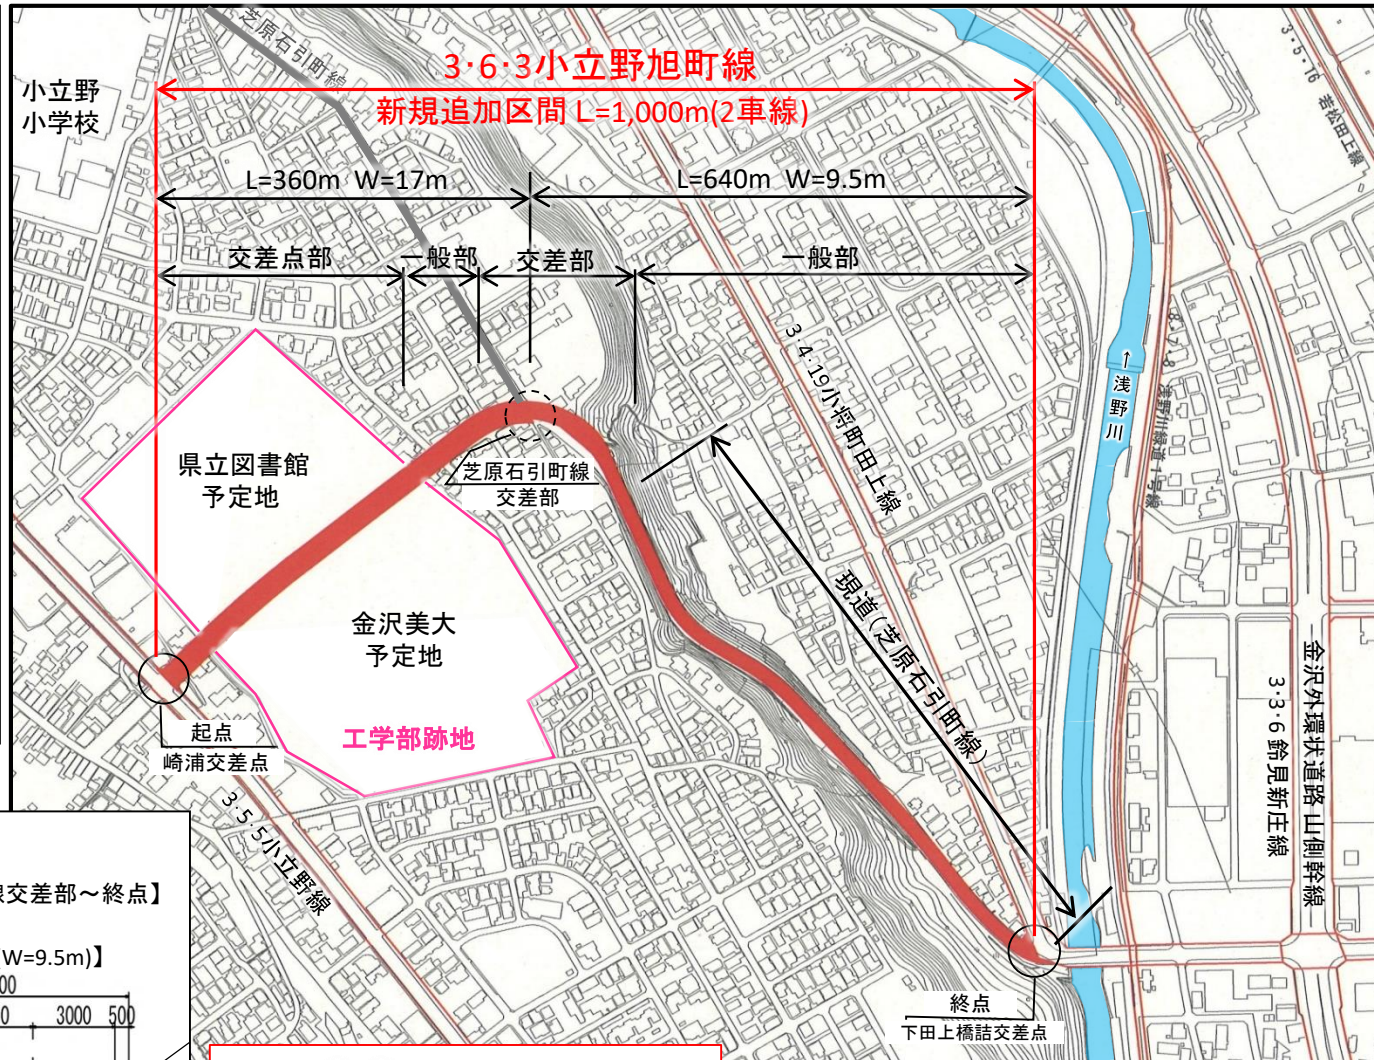 芝原石引町線
3・6・3小立野旭町線
新規追加区間 L=1,000m(2車線)
小立野
小学校
3・5・16 若松田上線
L=360m W=17m
L=640m W=9.5m
交差点部
一般部
交差部
一般部
3・4・19小将町田上線
↑浅野川
8・7・8 浅野川緑道1号線
県立図書館
予定地
芝原石引町線
交差部
現道(芝原石引町線)
金沢美大
予定地
工学部跡地
起点
崎浦交差点
3・5・5小立野線
金沢外環状道路 山側幹線
3・3・6 鈴見新庄線
線交差部～終点】
W=9.5m)】
00
0
3000
500
終点
下田上橋詰交差点